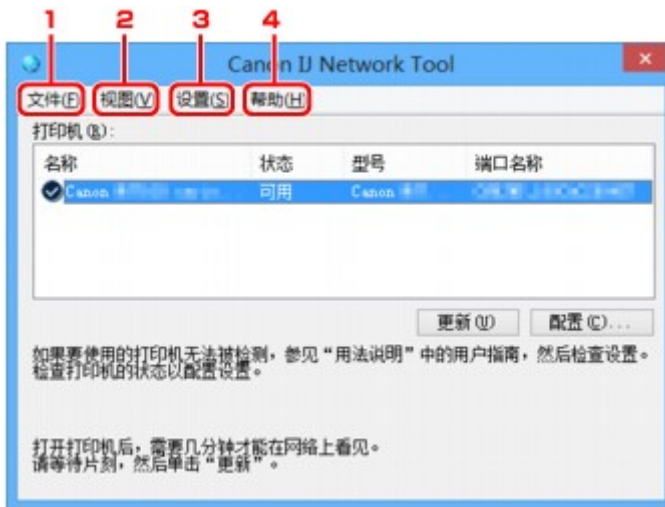 1 2 3 4
Canon IJ Network Tool
文件(F) 视图(V) 设置(S) 帮助(H)
打印机(R):
名称 状态 型号 端口名称
Canon 可用 Canon
更新(U) 配置(C)...
如果要使用的打印机无法被检测，参见“用法说明”中的用户指南，然后检查设置。
检查打印机的状态以配置设置。
打开打印机后，需要几分钟才能在网络上看见。
请等待片刻，然后单击“更新”。